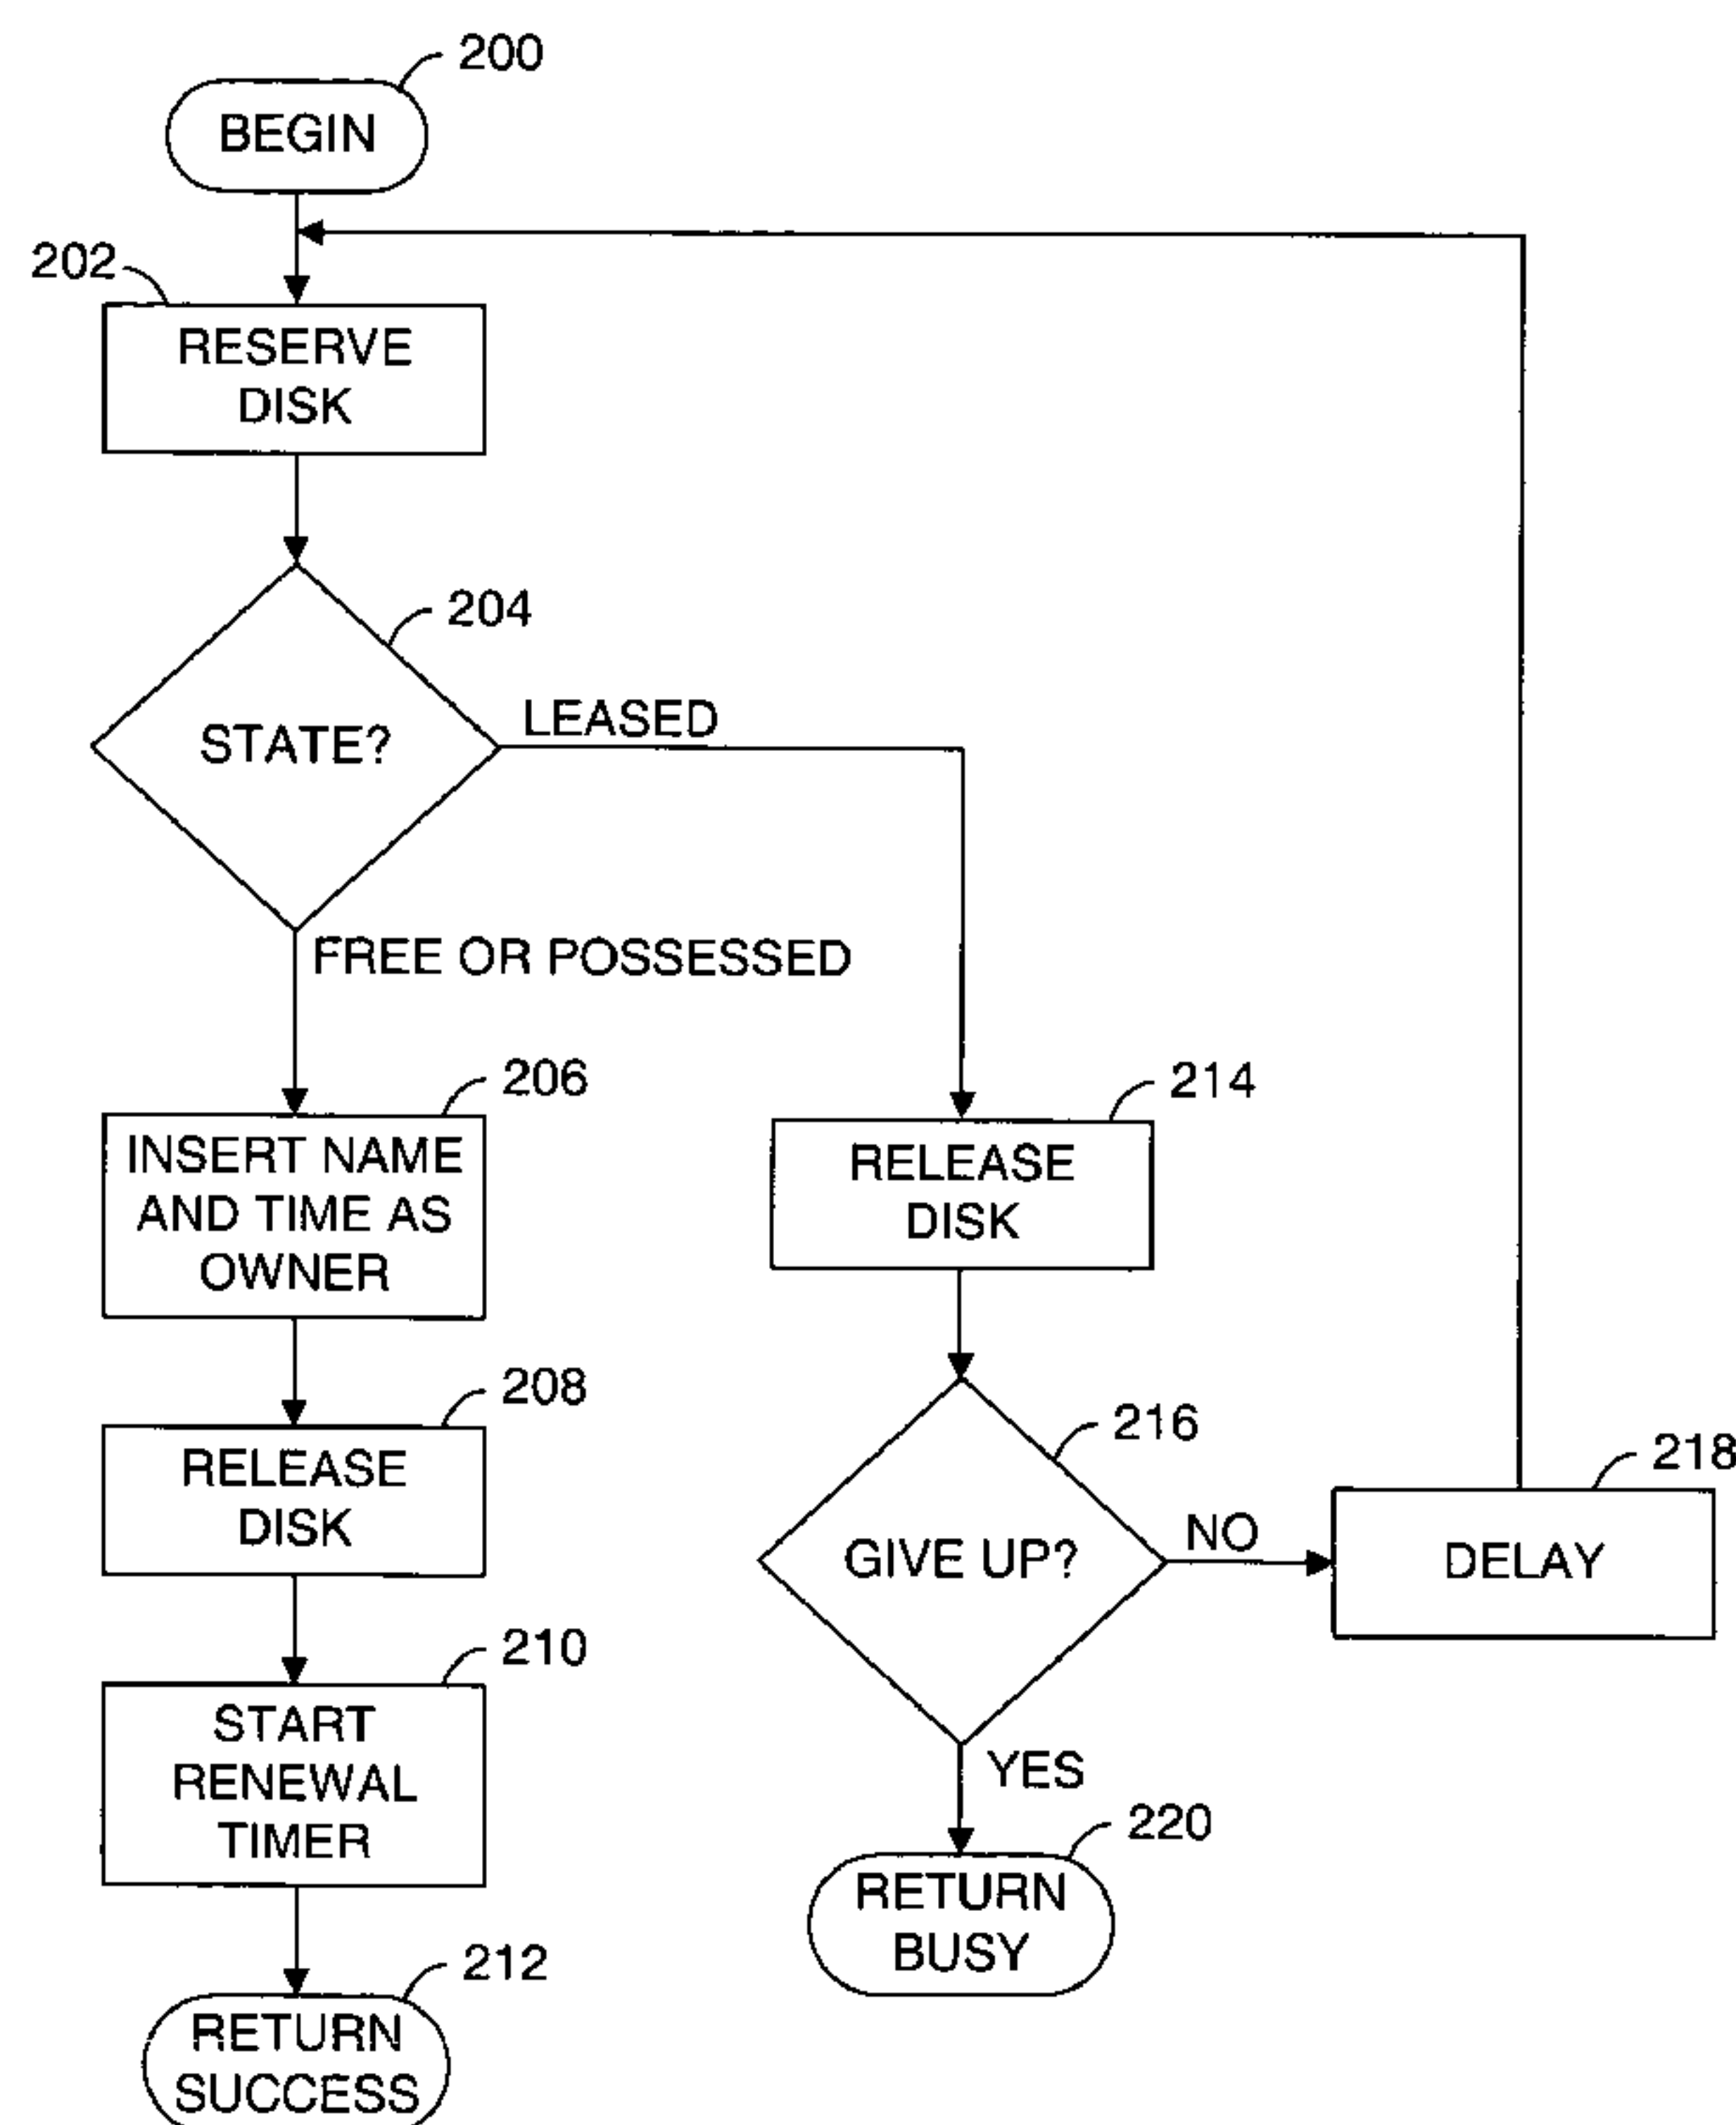 200
BEGIN
202
RESERVE
DISK
204
STATE?
LEASED
FREE OR POSSESSED
206
INSERT NAME
AND TIME AS
OWNER
208
RELEASE
DISK
210
START
RENEWAL
TIMER
212
RETURN
SUCCESS
214
RELEASE
DISK
216
GIVE UP?
NO
218
DELAY
YES
220
RETURN
BUSY